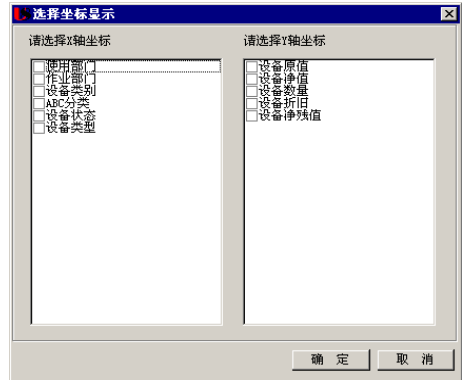 选择坐标显示
请选择X轴坐标
使用部门
作业部门
设备类别
ABC分类
设备状态
设备类型
请选择Y轴坐标
设备原值
设备净值
设备数量
设备折旧
设备净残值
确 定
取 消